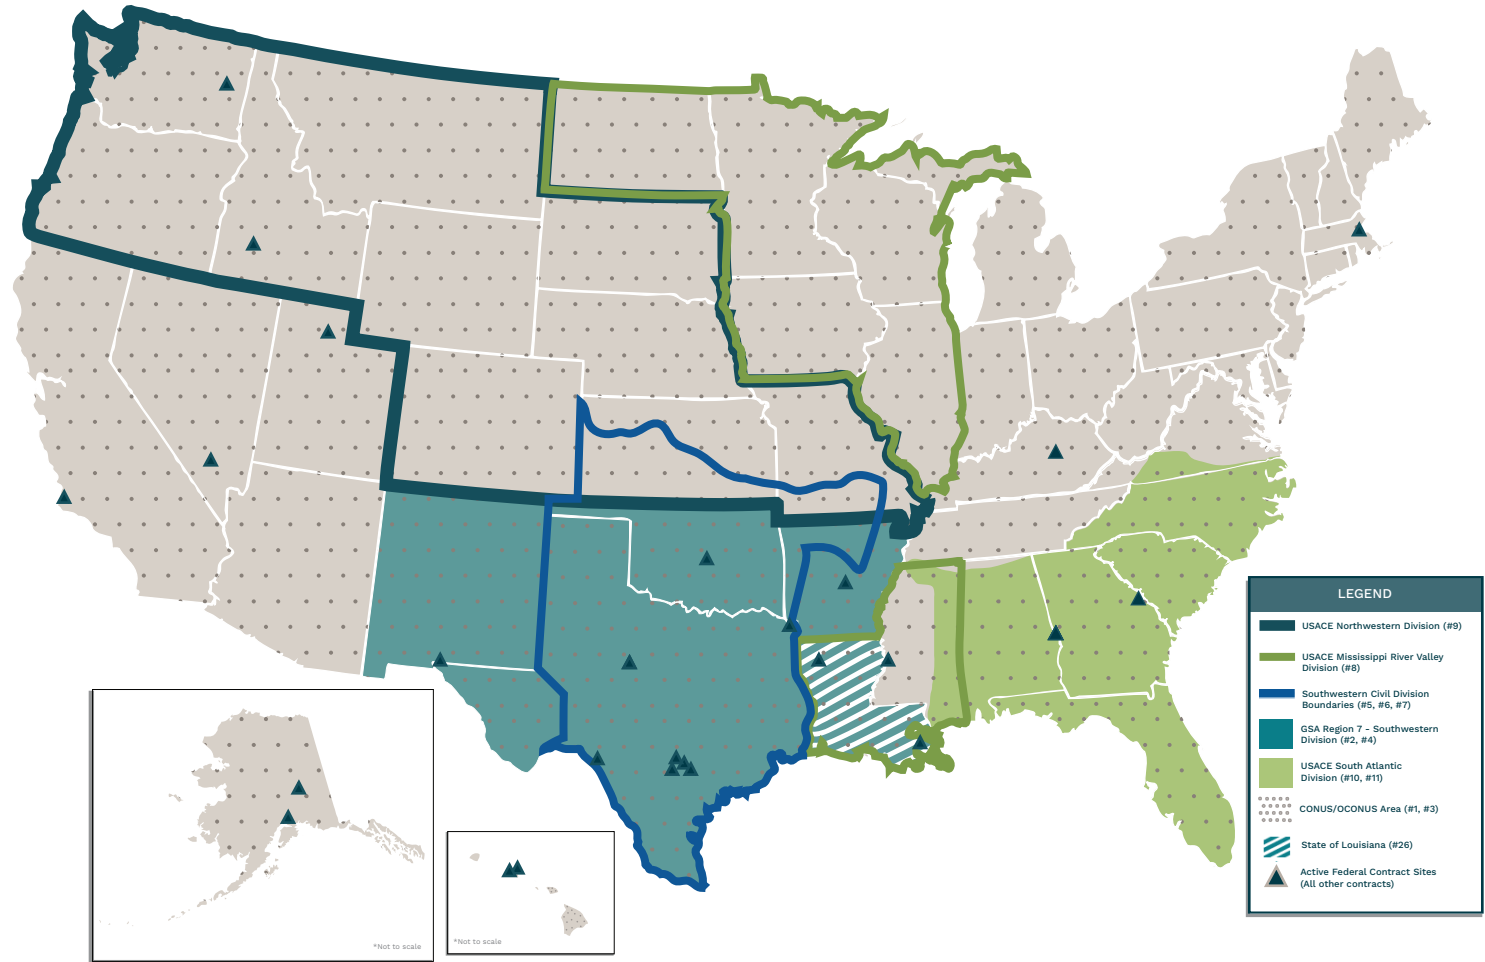 LEGEND
USACE Northwestern Division (#9)
USACE Mississippi River Valley
Division (#8)
Southwestern Civil Division
Boundaries (#5, #6, #7)
GSA Region 7 - Southwestern
Division (#2, #4)
USACE South Atlantic
Division (#10, #11)
CONUS/OCONUS Area (#1, #3)
State of Louisiana (#26)
Active Federal Contract Sites
(All other contracts)
*Not to scale
*Not to scale